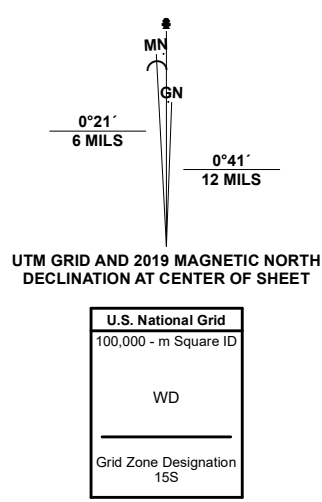 MN
GN
0°21´
6 MILS
0°41´
12 MILS
UTM GRID AND 2019 MAGNETIC NORTH
DECLINATION AT CENTER OF SHEET
U.S. National Grid
100,000 - m Square ID
WD
Grid Zone Designation
15S